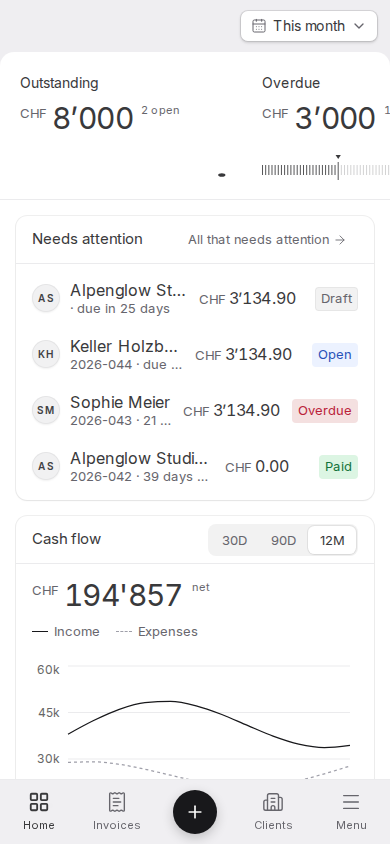 This month
Outstanding
Overdue
CHF 8’000 2 open
CHF 3’000 1
Needs attention
All that needs attention →
AS Alpenglow St... CHF 3’134.90 Draft
· due in 25 days
KH Keller Holzb... CHF 3’134.90 Open
2026-044 · due ...
SM Sophie Meier CHF 3’134.90 Overdue
2026-043 · 21 ...
AS Alpenglow Studi... CHF 0.00 Paid
2026-042 · 39 days ...
Cash flow
30D 90D 12M
CHF 194'857 net
Income Expenses
60k
45k
30k
Home Invoices Clients Menu